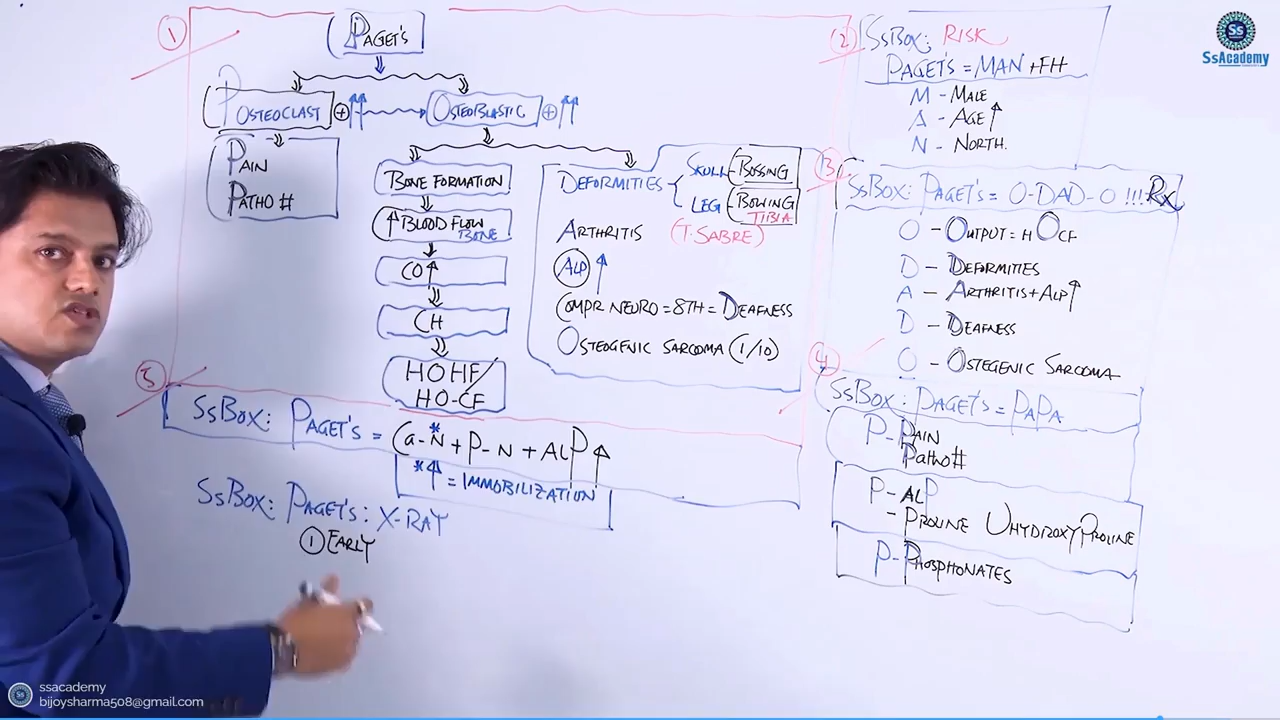 ①
PAGET'S
POSTEOCLAST + ↑↑
OSTEOBLASTIC + ↑↑
PAIN
PATHO #
BONE FORMATION
↑ BLOOD FLOW
BONE
CO↑
CH
HOHF/
HO-CF
DEFORMITIES
SKULL BOSSING
LEG BOWING
TIBIA
(T. SABRE)
ARTHRITIS
ALP ↑
COMPR NEURO = 8TH = DEAFNESS
OSTEOGENIC SARCOMA (1/10)
②
SSBOX: RISK
PAGET'S = MAN + FH
M - MALE
A - AGE↑
N - NORTH.
③
SSBOX: PAGET'S = O-DAD-O !!! Rx
O - OUTPUT = HOCF
D - DEFORMITIES
A - ARTHRITIS + ALP↑
D - DEAFNESS
O - OSTEGENIC SARCOMA
④
SSBOX: PAGET'S = PAPA
P - PAIN
PATHO#
P - ALP
- PROLINE UHYDROXYPROLINE
P - PHOSPHONATES
5
SSBOX: PAGET'S = Ca-N* + P-N + ALP↑
*↑ = IMMOBILIZATION
SSBOX: PAGET'S: X-RAY
① EARLY
Ss
SsAcademy
ssacademy
bijoysharma508@gmail.com